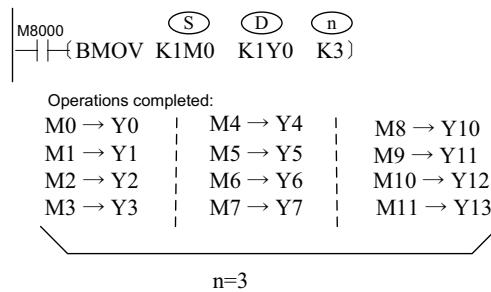 S D n
M8000
BMOV K1M0 K1Y0 K3
Operations completed:
M0 → Y0 M4 → Y4 M8 → Y10
M1 → Y1 M5 → Y5 M9 → Y11
M2 → Y2 M6 → Y6 M10 → Y12
M3 → Y3 M7 → Y7 M11 → Y13
n=3